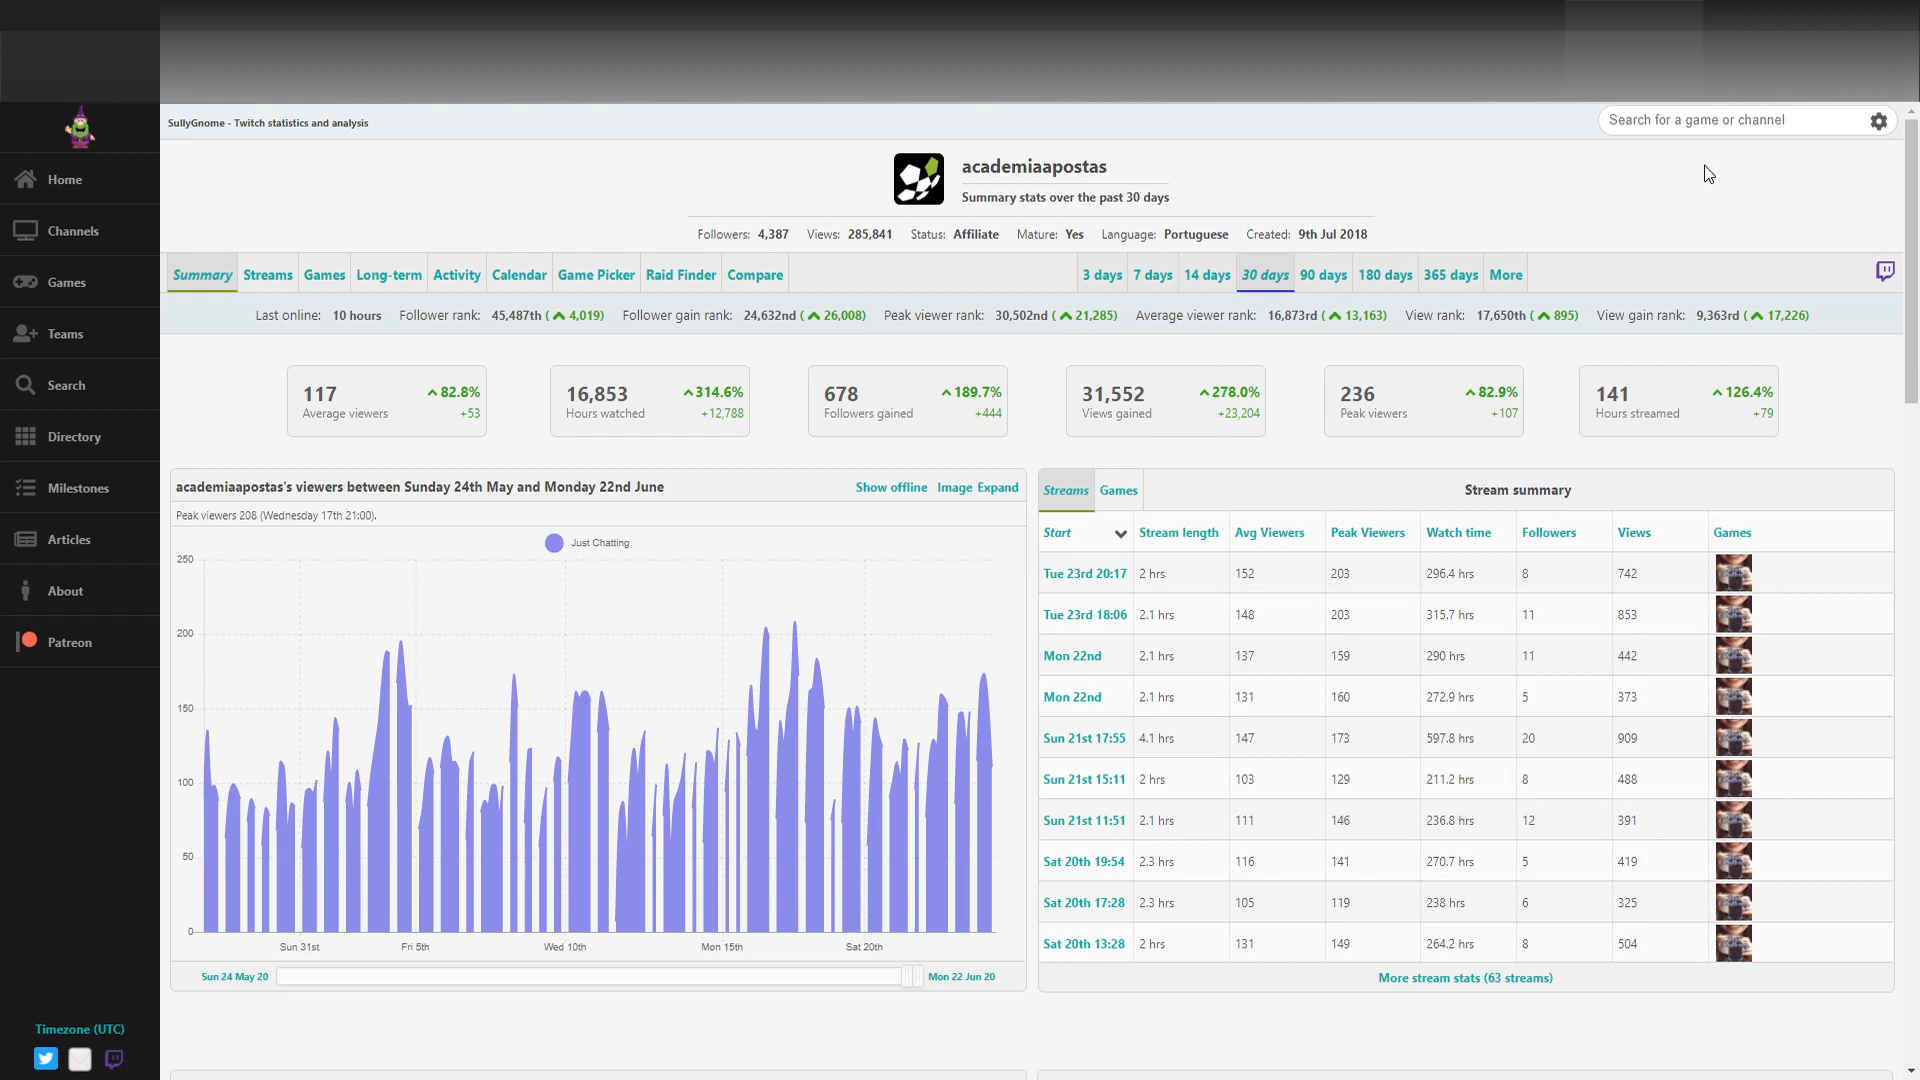 SullyGnome - Twitch statistics and analysis
Search for a game or channel
Home
Channels
Games
Teams
Search
Directory
Milestones
Articles
About
Patreon
Timezone (UTC)
academiaapostas
Summary stats over the past 30 days
Followers: 4,387 Views: 285,841 Status: Affiliate Mature: Yes Language: Portuguese Created: 9th Jul 2018
Summary Streams Games Long-term Activity Calendar Game Picker Raid Finder Compare 3 days 7 days 14 days 30 days 90 days 180 days 365 days More
Last online: 10 hours Follower rank: 45,487th ( 4,019) Follower gain rank: 24,632nd ( 26,008) Peak viewer rank: 30,502nd ( 21,285) Average viewer rank: 16,873rd ( 13,163) View rank: 17,650th ( 895) View gain rank: 9,363rd ( 17,226)
117 82.8%
Average viewers +53
16,853 314.6%
Hours watched +12,788
678 189.7%
Followers gained +444
31,552 278.0%
Views gained +23,204
236 82.9%
Peak viewers +107
141 126.4%
Hours streamed +79
academiaapostas's viewers between Sunday 24th May and Monday 22nd June Show offline Image Expand
Peak viewers 208 (Wednesday 17th 21:00).
Just Chatting
250
200
150
100
50
0
Sun 31st Fri 5th Wed 10th Mon 15th Sat 20th
Sun 24 May 20 Mon 22 Jun 20
Streams Games Stream summary
Start Stream length Avg Viewers Peak Viewers Watch time Followers Views Games
Tue 23rd 20:17 2 hrs 152 203 296.4 hrs 8 742
Tue 23rd 18:06 2.1 hrs 148 203 315.7 hrs 11 853
Mon 22nd 2.1 hrs 137 159 290 hrs 11 442
Mon 22nd 2.1 hrs 131 160 272.9 hrs 5 373
Sun 21st 17:55 4.1 hrs 147 173 597.8 hrs 20 909
Sun 21st 15:11 2 hrs 103 129 211.2 hrs 8 488
Sun 21st 11:51 2.1 hrs 111 146 236.8 hrs 12 391
Sat 20th 19:54 2.3 hrs 116 141 270.7 hrs 5 419
Sat 20th 17:28 2.3 hrs 105 119 238 hrs 6 325
Sat 20th 13:28 2 hrs 131 149 264.2 hrs 8 504
More stream stats (63 streams)